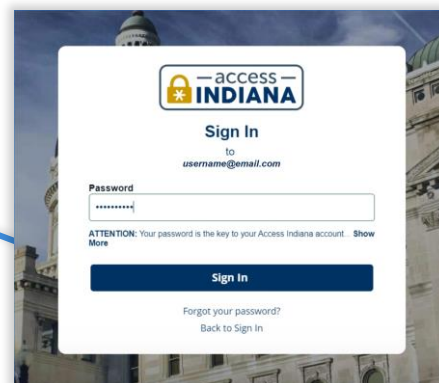 access
INDIANA
Sign In
to
username@email.com
Password
••••••••••
ATTENTION: Your password is the key to your Access Indiana account... Show
More
Sign In
Forgot your password?
Back to Sign In